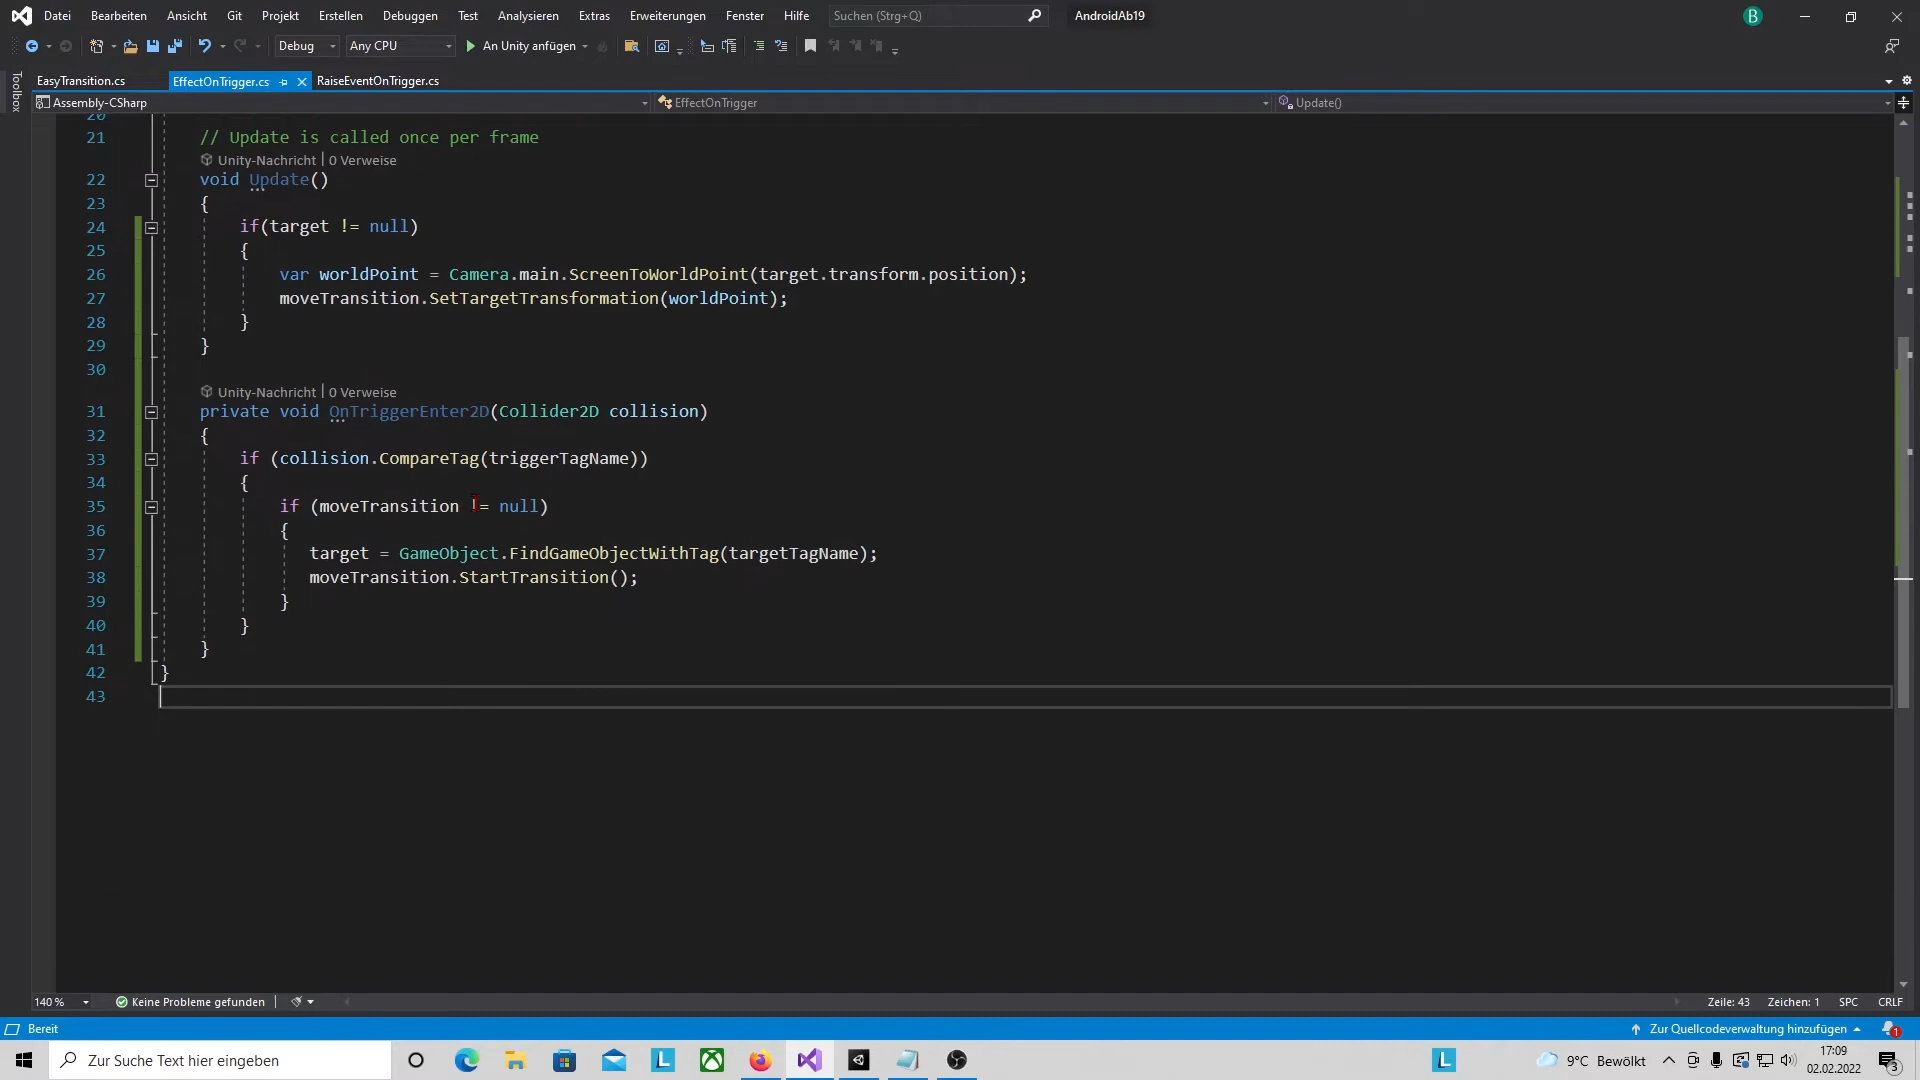 Datei Bearbeiten Ansicht Git Projekt Erstellen Debuggen Test Analysieren Extras Erweiterungen Fenster Hilfe Suchen (Strg+Q) AndroidAb19 B
Debug Any CPU An Unity anfügen
Toolbox
EasyTransition.cs EffectOnTrigger.cs RaiseEventOnTrigger.cs
Assembly-CSharp EffectOnTrigger Update()
20
21 // Update is called once per frame
Unity-Nachricht | 0 Verweise
22 void Update()
23 {
24 if(target != null)
25 {
26 var worldPoint = Camera.main.ScreenToWorldPoint(target.transform.position);
27 moveTransition.SetTargetTransformation(worldPoint);
28 }
29 }
30
Unity-Nachricht | 0 Verweise
31 private void OnTriggerEnter2D(Collider2D collision)
32 {
33 if (collision.CompareTag(triggerTagName))
34 {
35 if (moveTransition != null)
36 {
37 target = GameObject.FindGameObjectWithTag(targetTagName);
38 moveTransition.StartTransition();
39 }
40 }
41 }
42 }
43
140 % Keine Probleme gefunden Zeile: 43 Zeichen: 1 SPC CRLF
Bereit Zur Quellcodeverwaltung hinzufügen 1
Zur Suche Text hier eingeben L L 9°C Bewölkt 17:09
02.02.2022 3